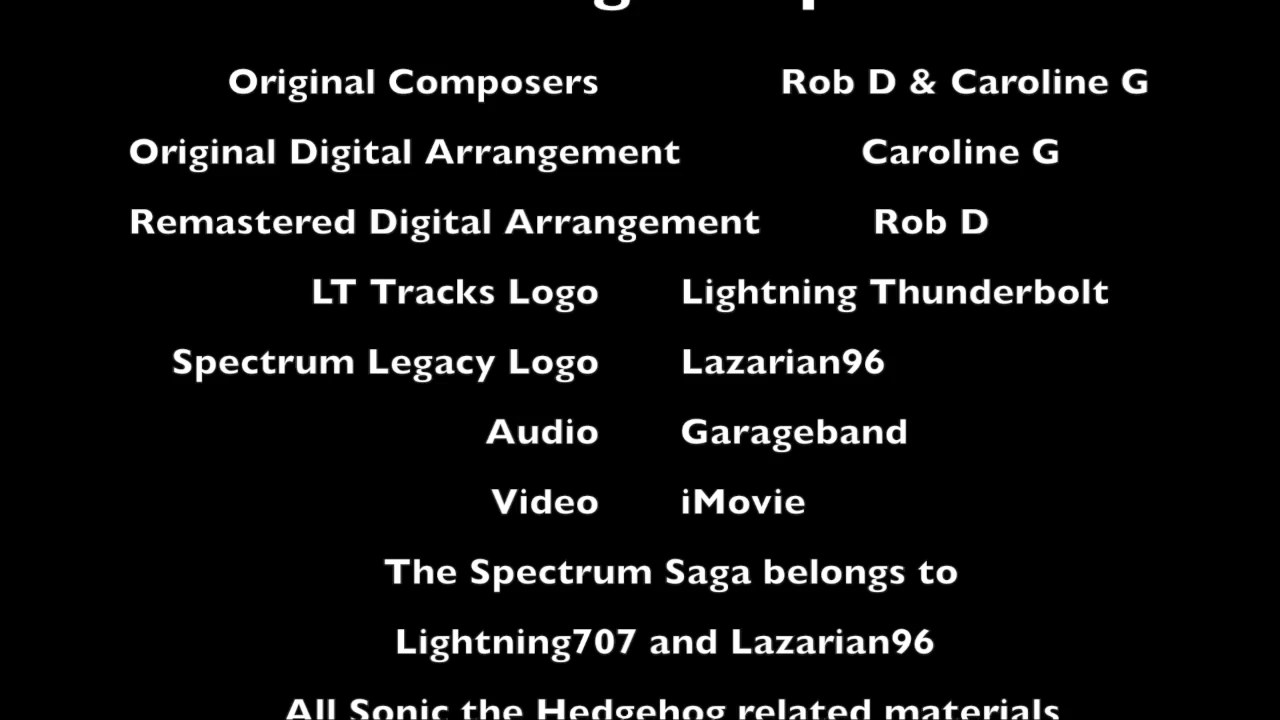 Original Composers Rob D & Caroline G
Original Digital Arrangement Caroline G
Remastered Digital Arrangement Rob D
LT Tracks Logo Lightning Thunderbolt
Spectrum Legacy Logo Lazarian96
Audio Garageband
Video iMovie
The Spectrum Saga belongs to
Lightning707 and Lazarian96
All Sonic the Hedgehog related materials